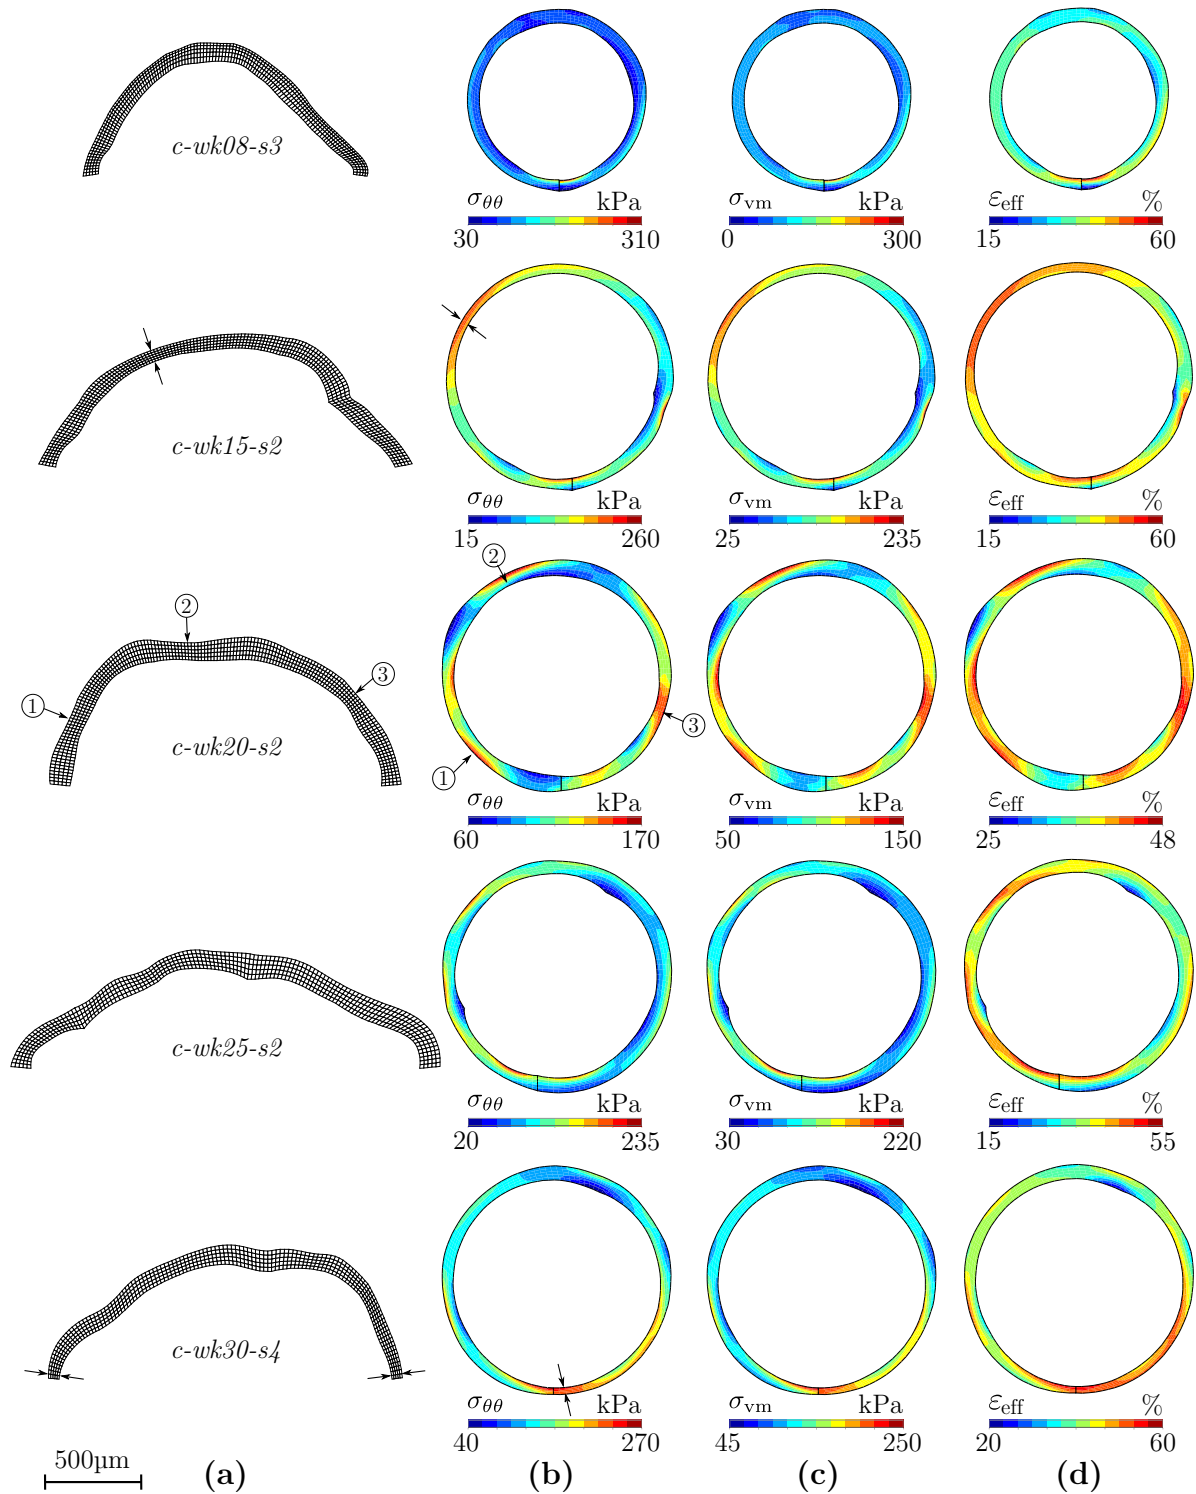 c-wk08-s3
σθθ kPa
30 310
σvm kPa
0 300
εeff %
15 60
c-wk15-s2
σθθ kPa
15 260
σvm kPa
25 235
εeff %
15 60
① ② ③
c-wk20-s2
① ② ③
σθθ kPa
60 170
σvm kPa
50 150
εeff %
25 48
c-wk25-s2
σθθ kPa
20 235
σvm kPa
30 220
εeff %
15 55
c-wk30-s4
σθθ kPa
40 270
σvm kPa
45 250
εeff %
20 60
500µm
(a) (b) (c) (d)